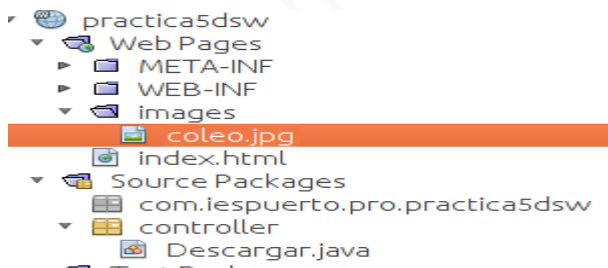 practica5dsw
Web Pages
META-INF
WEB-INF
images
coleo.jpg
index.html
Source Packages
com.iespuerto.pro.practica5dsw
controller
Descargar.java